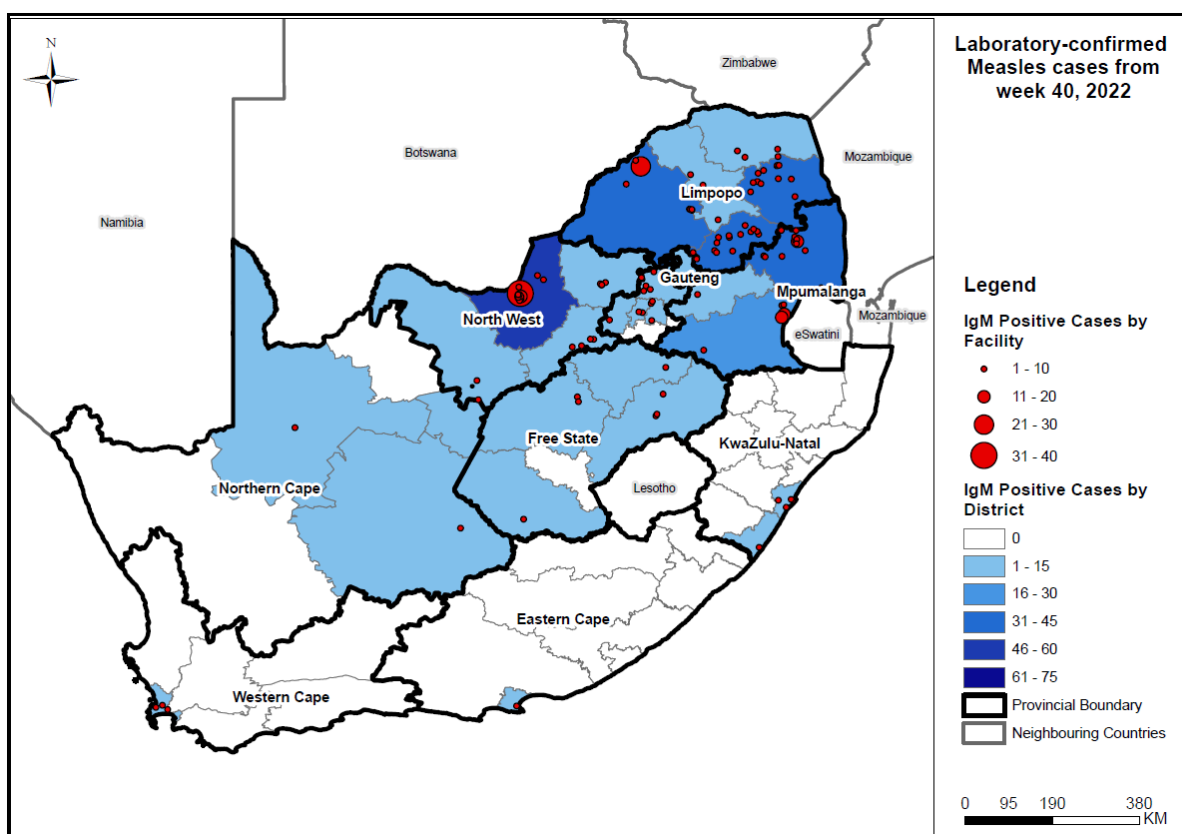 N
Zimbabwe
Botswana
Mozambique
Namibia
Limpopo
Gauteng
Mpumalanga
North West
Mozambique
eSwatini
Free State
KwaZulu-Natal
Northern Cape
Lesotho
Eastern Cape
Western Cape
Laboratory-confirmed
Measles cases from
week 40, 2022
Legend
IgM Positive Cases by
Facility
1 - 10
11 - 20
21 - 30
31 - 40
IgM Positive Cases by
District
0
1 - 15
16 - 30
31 - 45
46 - 60
61 - 75
Provincial Boundary
Neighbouring Countries
0 95 190 380
KM